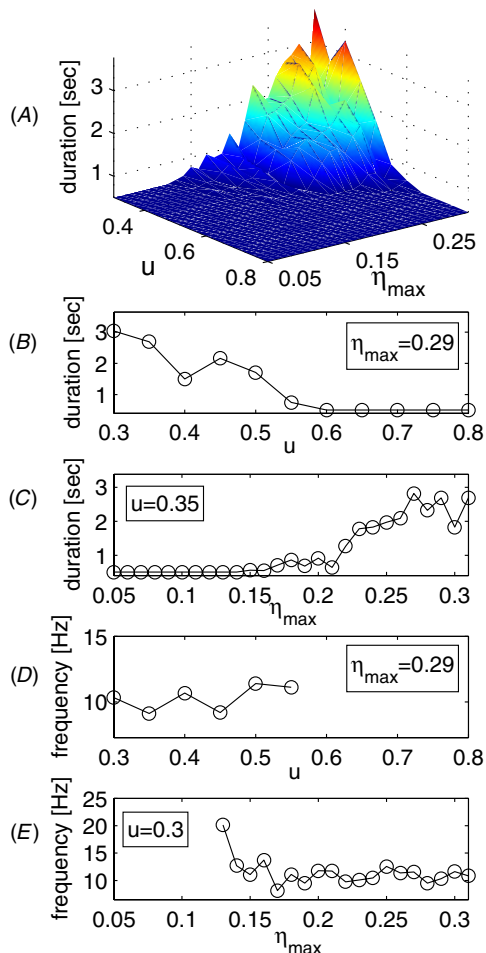 (A)
duration [sec]
3
2
1
0.4
0.6
0.8
u
0.05
0.15
0.25
ηmax
(B)
duration [sec]
3
2
1
ηmax=0.29
0.3 0.4 0.5 0.6 0.7 0.8
u
(C)
duration [sec]
3
2
1
u=0.35
0.05 0.1 0.15 0.2 0.25 0.3
ηmax
(D)
frequency [Hz]
15
10
ηmax=0.29
0.3 0.4 0.5 0.6 0.7 0.8
u
(E)
frequency [Hz]
25
20
15
10
u=0.3
0.05 0.1 0.15 0.2 0.25 0.3
ηmax